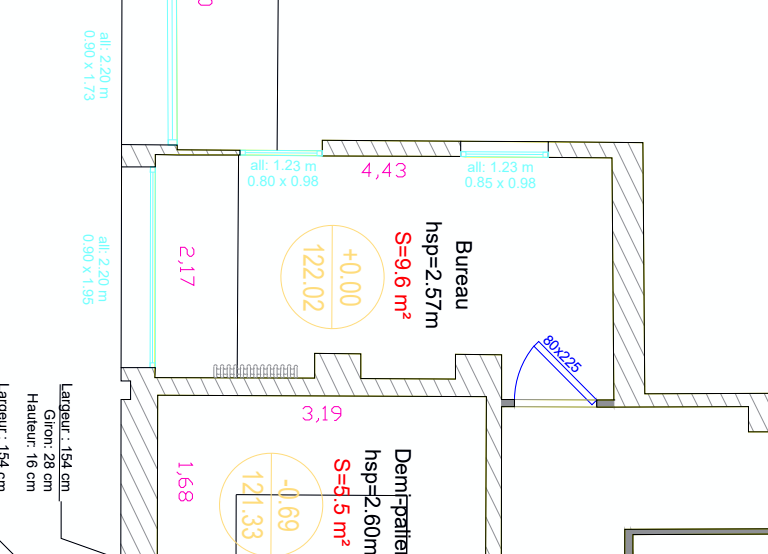 all: 2.20 m
0.90 x 1.73
all: 1.23 m
0.80 x 0.98
4,43
all: 1.23 m
0.85 x 0.98
Bureau
hsp=2.57m
S=9.6 m²
+0.00
122.02
2,17
all: 2.20 m
0.90 x 1.95
80x225
3,19
Largeur : 154 cm
Giron: 28 cm
Hauteur: 16 cm
Largeur : 154 cm
1,68
hsp=2.60m
S=5.5 m²
-0.69
121.33